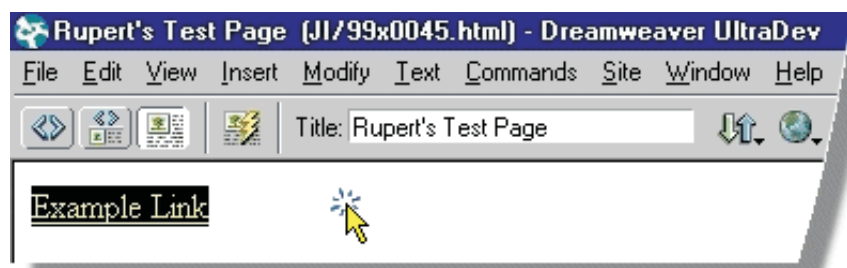 Rupert's Test Page (JI/99x0045.html) - Dreamweaver UltraDev
File Edit View Insert Modify Text Commands Site Window Help
Title: Rupert's Test Page
Example Link